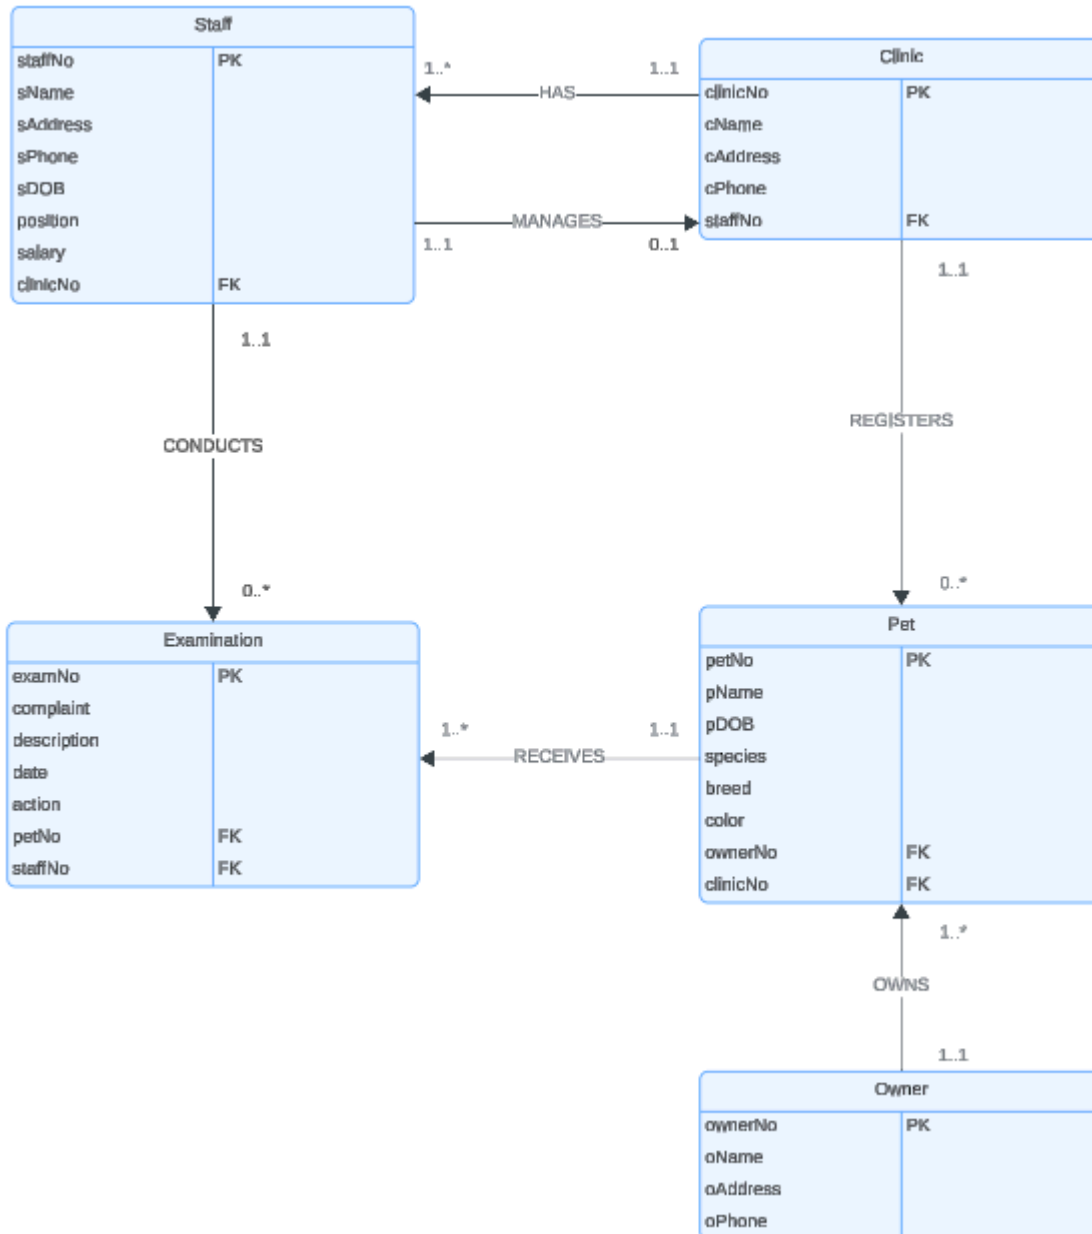 Staff
staffNo PK
sName
sAddress
sPhone
sDOB
position
salary
clinicNo FK
1..* HAS 1..1
1..1 MANAGES 0..1
Clinic
clinicNo PK
cName
cAddress
cPhone
staffNo FK
1..1
CONDUCTS
0..*
1..1
REGISTERS
0..*
Examination
examNo PK
complaint
description
date
action
petNo FK
staffNo FK
1..* RECEIVES 1..1
Pet
petNo PK
pName
pDOB
species
breed
color
ownerNo FK
clinicNo FK
1..*
OWNS
1..1
Owner
ownerNo PK
oName
oAddress
oPhone